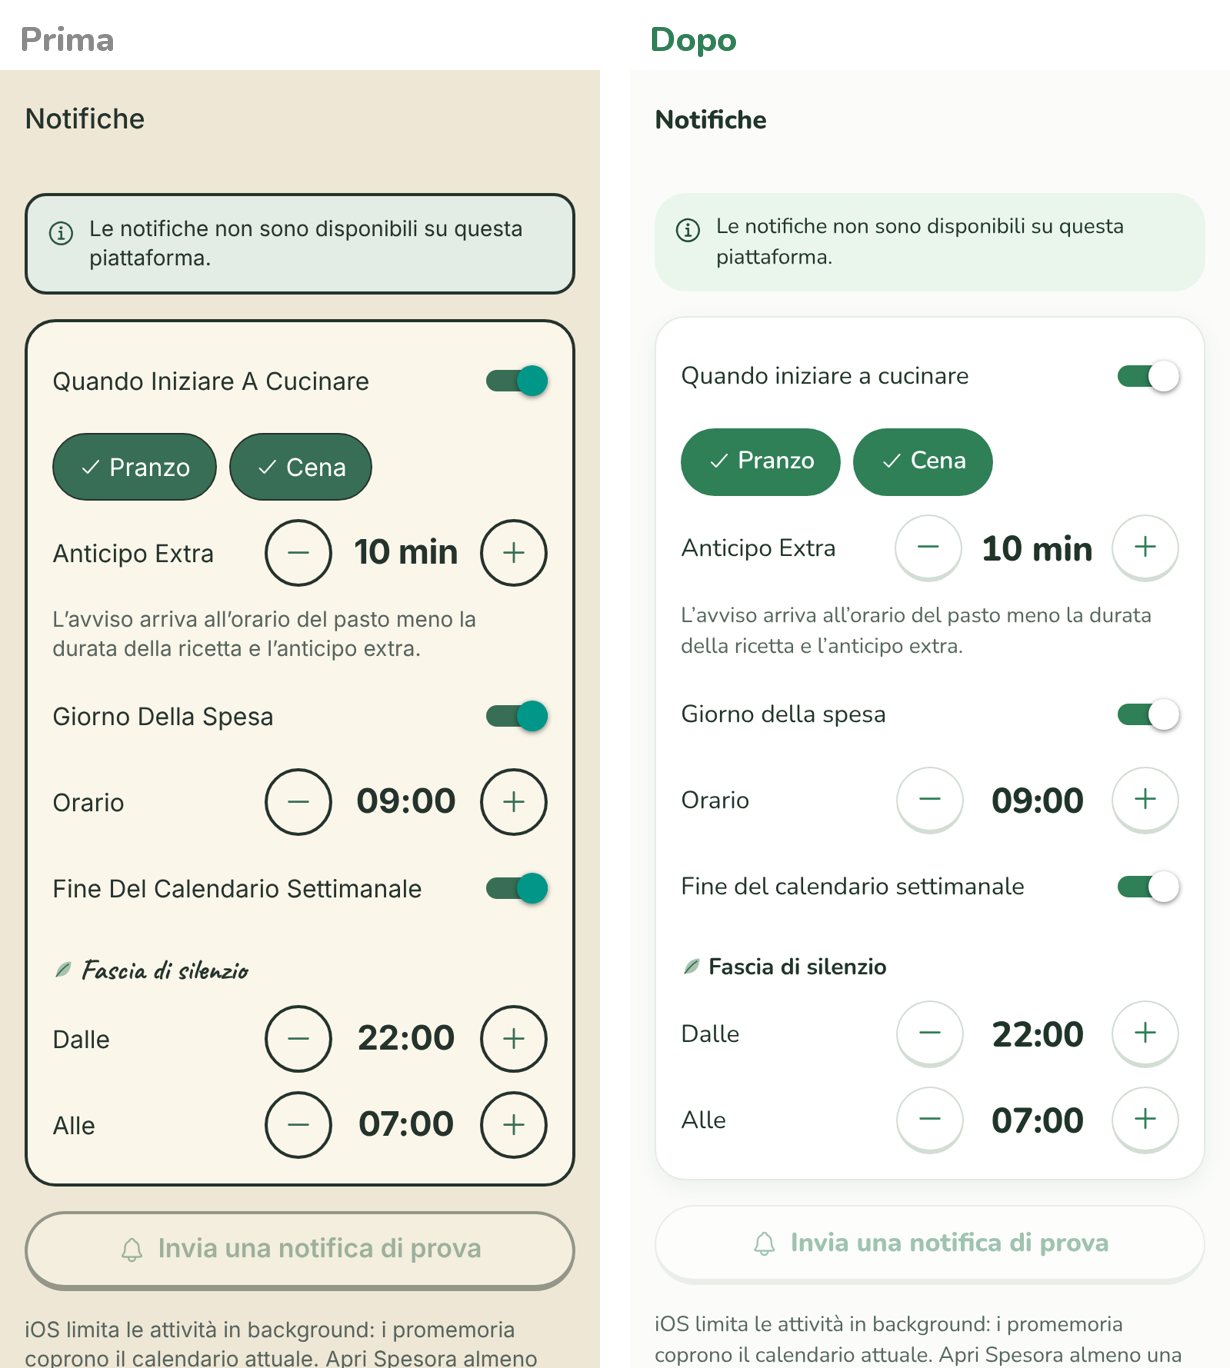 Prima
Notifiche
Le notifiche non sono disponibili su questa
piattaforma.
Quando Iniziare A Cucinare
Pranzo
Cena
Anticipo Extra
10 min
L'avviso arriva all'orario del pasto meno la
durata della ricetta e l'anticipo extra.
Giorno Della Spesa
Orario
09:00
Fine Del Calendario Settimanale
Fascia di silenzio
Dalle
22:00
Alle
07:00
Invia una notifica di prova
iOS limita le attività in background: i promemoria
coprono il calendario attuale. Apri Spesora almeno
Dopo
Notifiche
Le notifiche non sono disponibili su questa
piattaforma.
Quando iniziare a cucinare
Pranzo
Cena
Anticipo Extra
10 min
L'avviso arriva all'orario del pasto meno la durata
della ricetta e l'anticipo extra.
Giorno della spesa
Orario
09:00
Fine del calendario settimanale
Fascia di silenzio
Dalle
22:00
Alle
07:00
Invia una notifica di prova
iOS limita le attività in background: i promemoria
coprono il calendario attuale. Apri Spesora almeno una